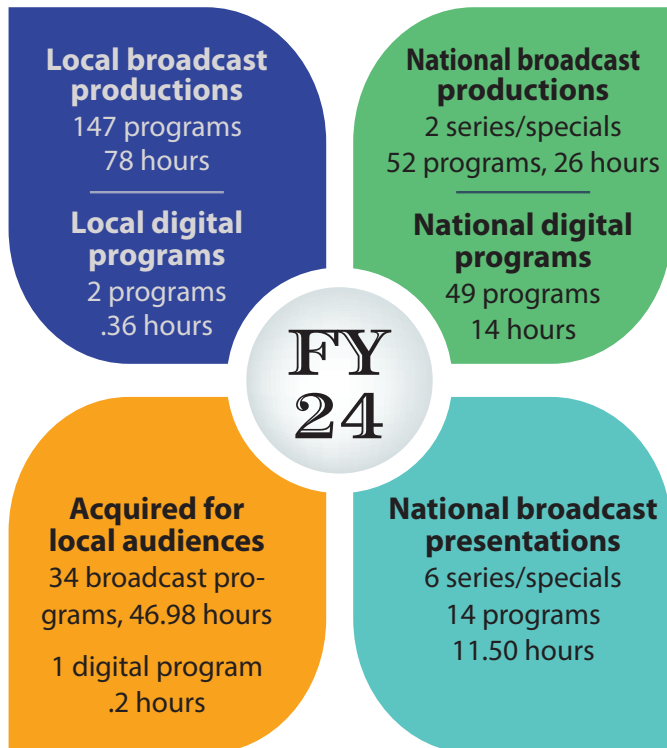 Local broadcast
productions
147 programs
78 hours
Local digital
programs
2 programs
.36 hours
National broadcast
productions
2 series/specials
52 programs, 26 hours
National digital
programs
49 programs
14 hours
FY
24
Acquired for
local audiences
34 broadcast pro-
grams, 46.98 hours
1 digital program
.2 hours
National broadcast
presentations
6 series/specials
14 programs
11.50 hours